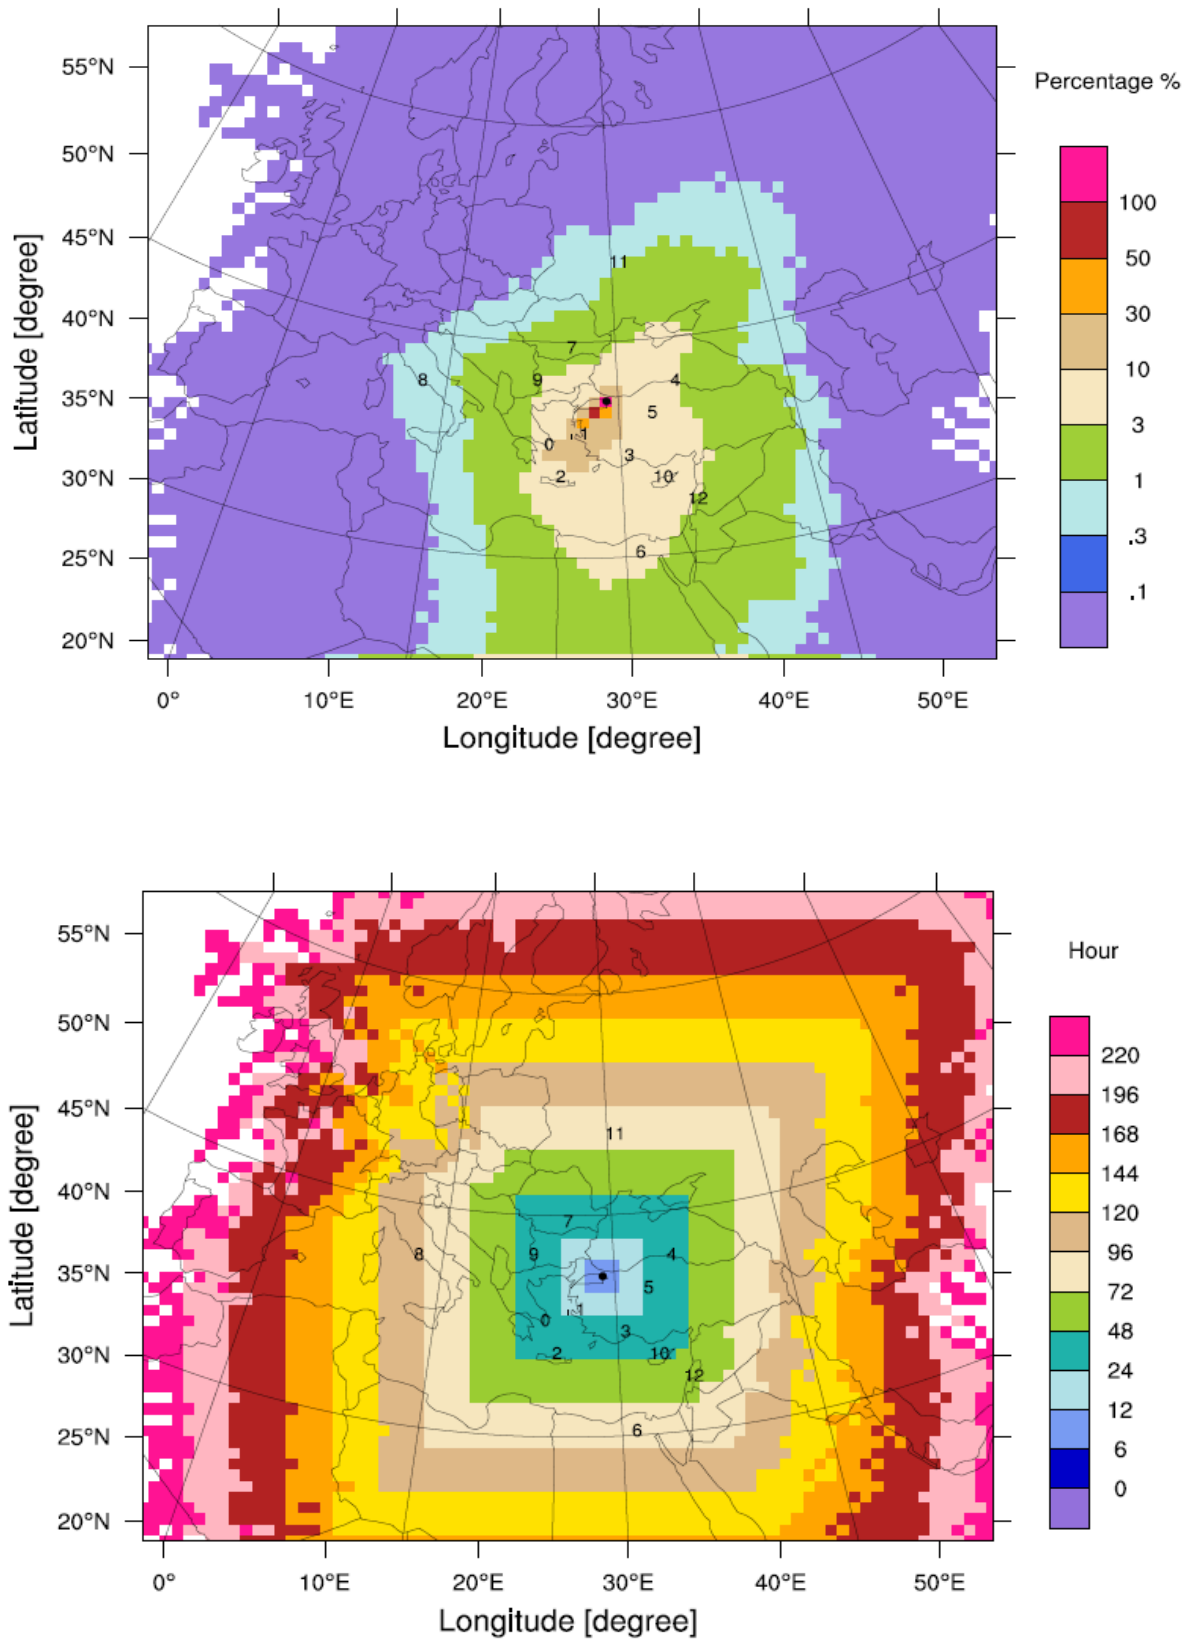 55°N
50°N
45°N
40°N
35°N
30°N
25°N
20°N
Latitude [degree]
0°
10°E
20°E
30°E
40°E
50°E
Longitude [degree]
11
7
8
9
4
5
0
1
3
2
10
12
6
Percentage %
100
50
30
10
3
1
.3
.1
55°N
50°N
45°N
40°N
35°N
30°N
25°N
20°N
Latitude [degree]
0°
10°E
20°E
30°E
40°E
50°E
Longitude [degree]
11
7
8
9
4
5
1
0
3
2
10
12
6
Hour
220
196
168
144
120
96
72
48
24
12
6
0